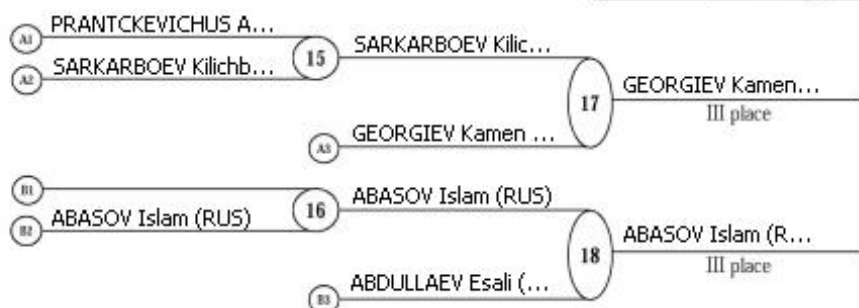 A1 PRANTCKEVICHUS A...
15 SARKARBOEV Kilic...
A2 SARKARBOEV Kilichb...
17 GEORGIEV Kamen...
III place
A3 GEORGIEV Kamen ...
B1
16 ABASOV Islam (RUS)
B2 ABASOV Islam (RUS)
18 ABASOV Islam (R...
III place
B3 ABDULLAEV Esali (...